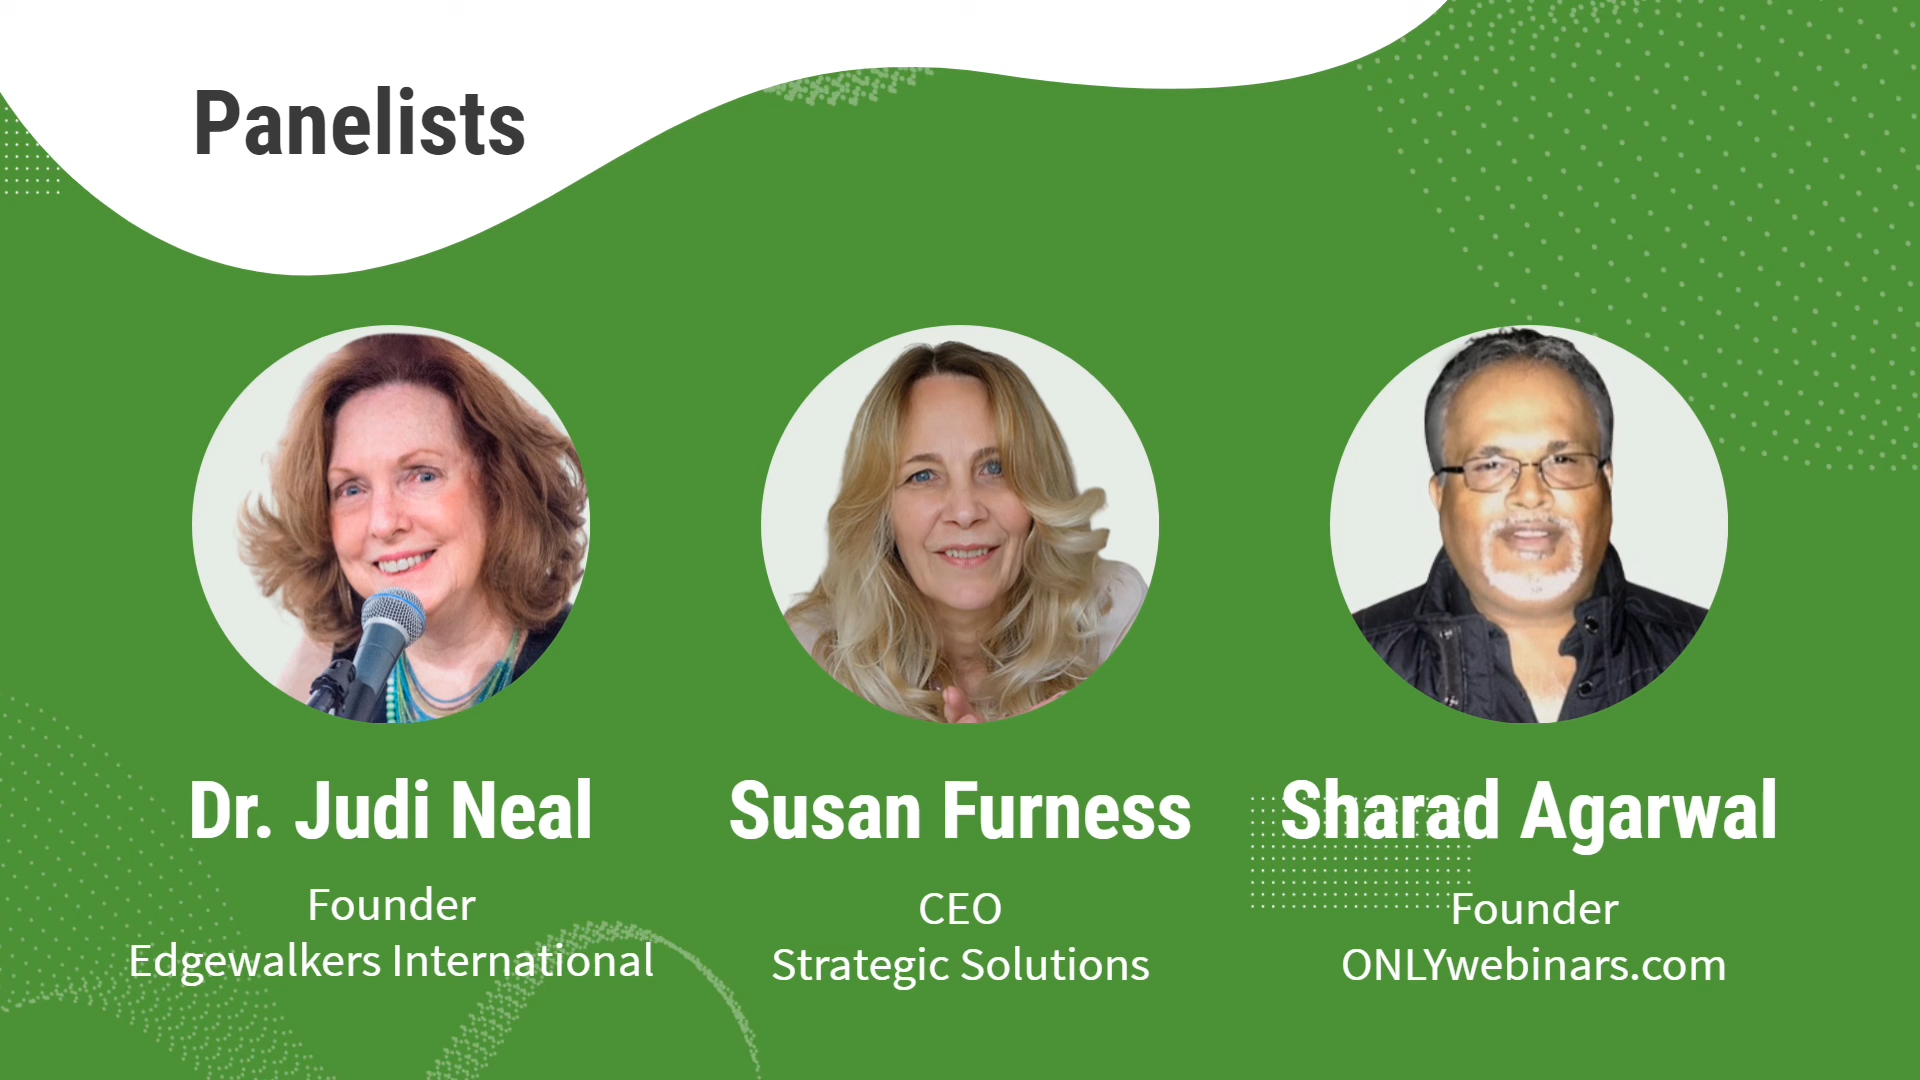 Panelists
Dr. Judi Neal
Founder
Edgewalkers International
Susan Furness
CEO
Strategic Solutions
Sharad Agarwal
Founder
ONLYwebinars.com